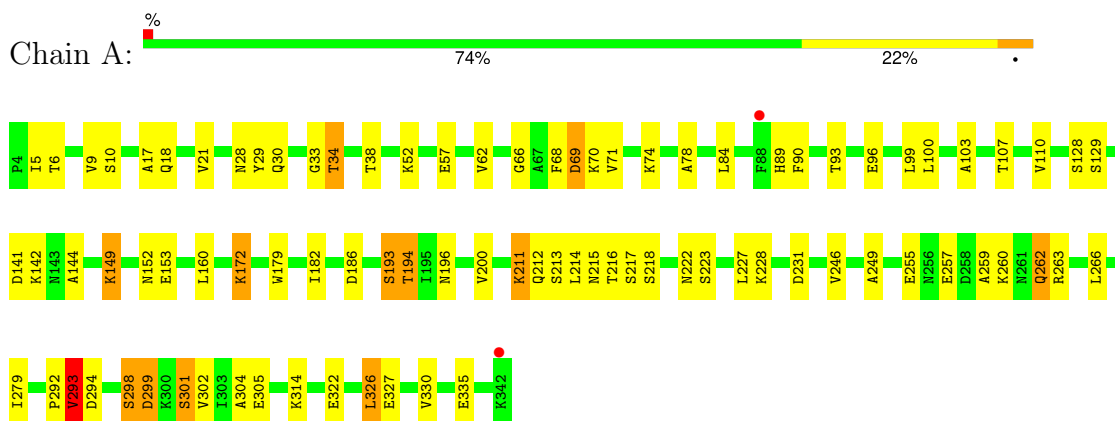 %
Chain A:
74% 22% •
P4 I5 T6 V9 S10 A17 Q18 V21 N28 Y29 Q30 G33 T34 T38 K52 E57 V62 G66 A67 F68 D69 K70 V71 K74 A78 L84 F88 H89 F90 T93 E96 L99 L100 A103 T107 V110 S128 S129
D141 K142 N143 A144 K149 N152 E153 L160 K172 W179 I182 D186 S193 T194 I195 N196 V200 K211 Q212 S213 L214 N215 T216 S217 S218 N222 S223 L227 K228 D231 V246 A249 E255 N256 E257 D258 A259 K260 N261 Q262 R263 L266
I279 P292 V293 D294 S298 D299 K300 S301 V302 I303 A304 E305 K314 E322 L326 E327 V330 E335 K342